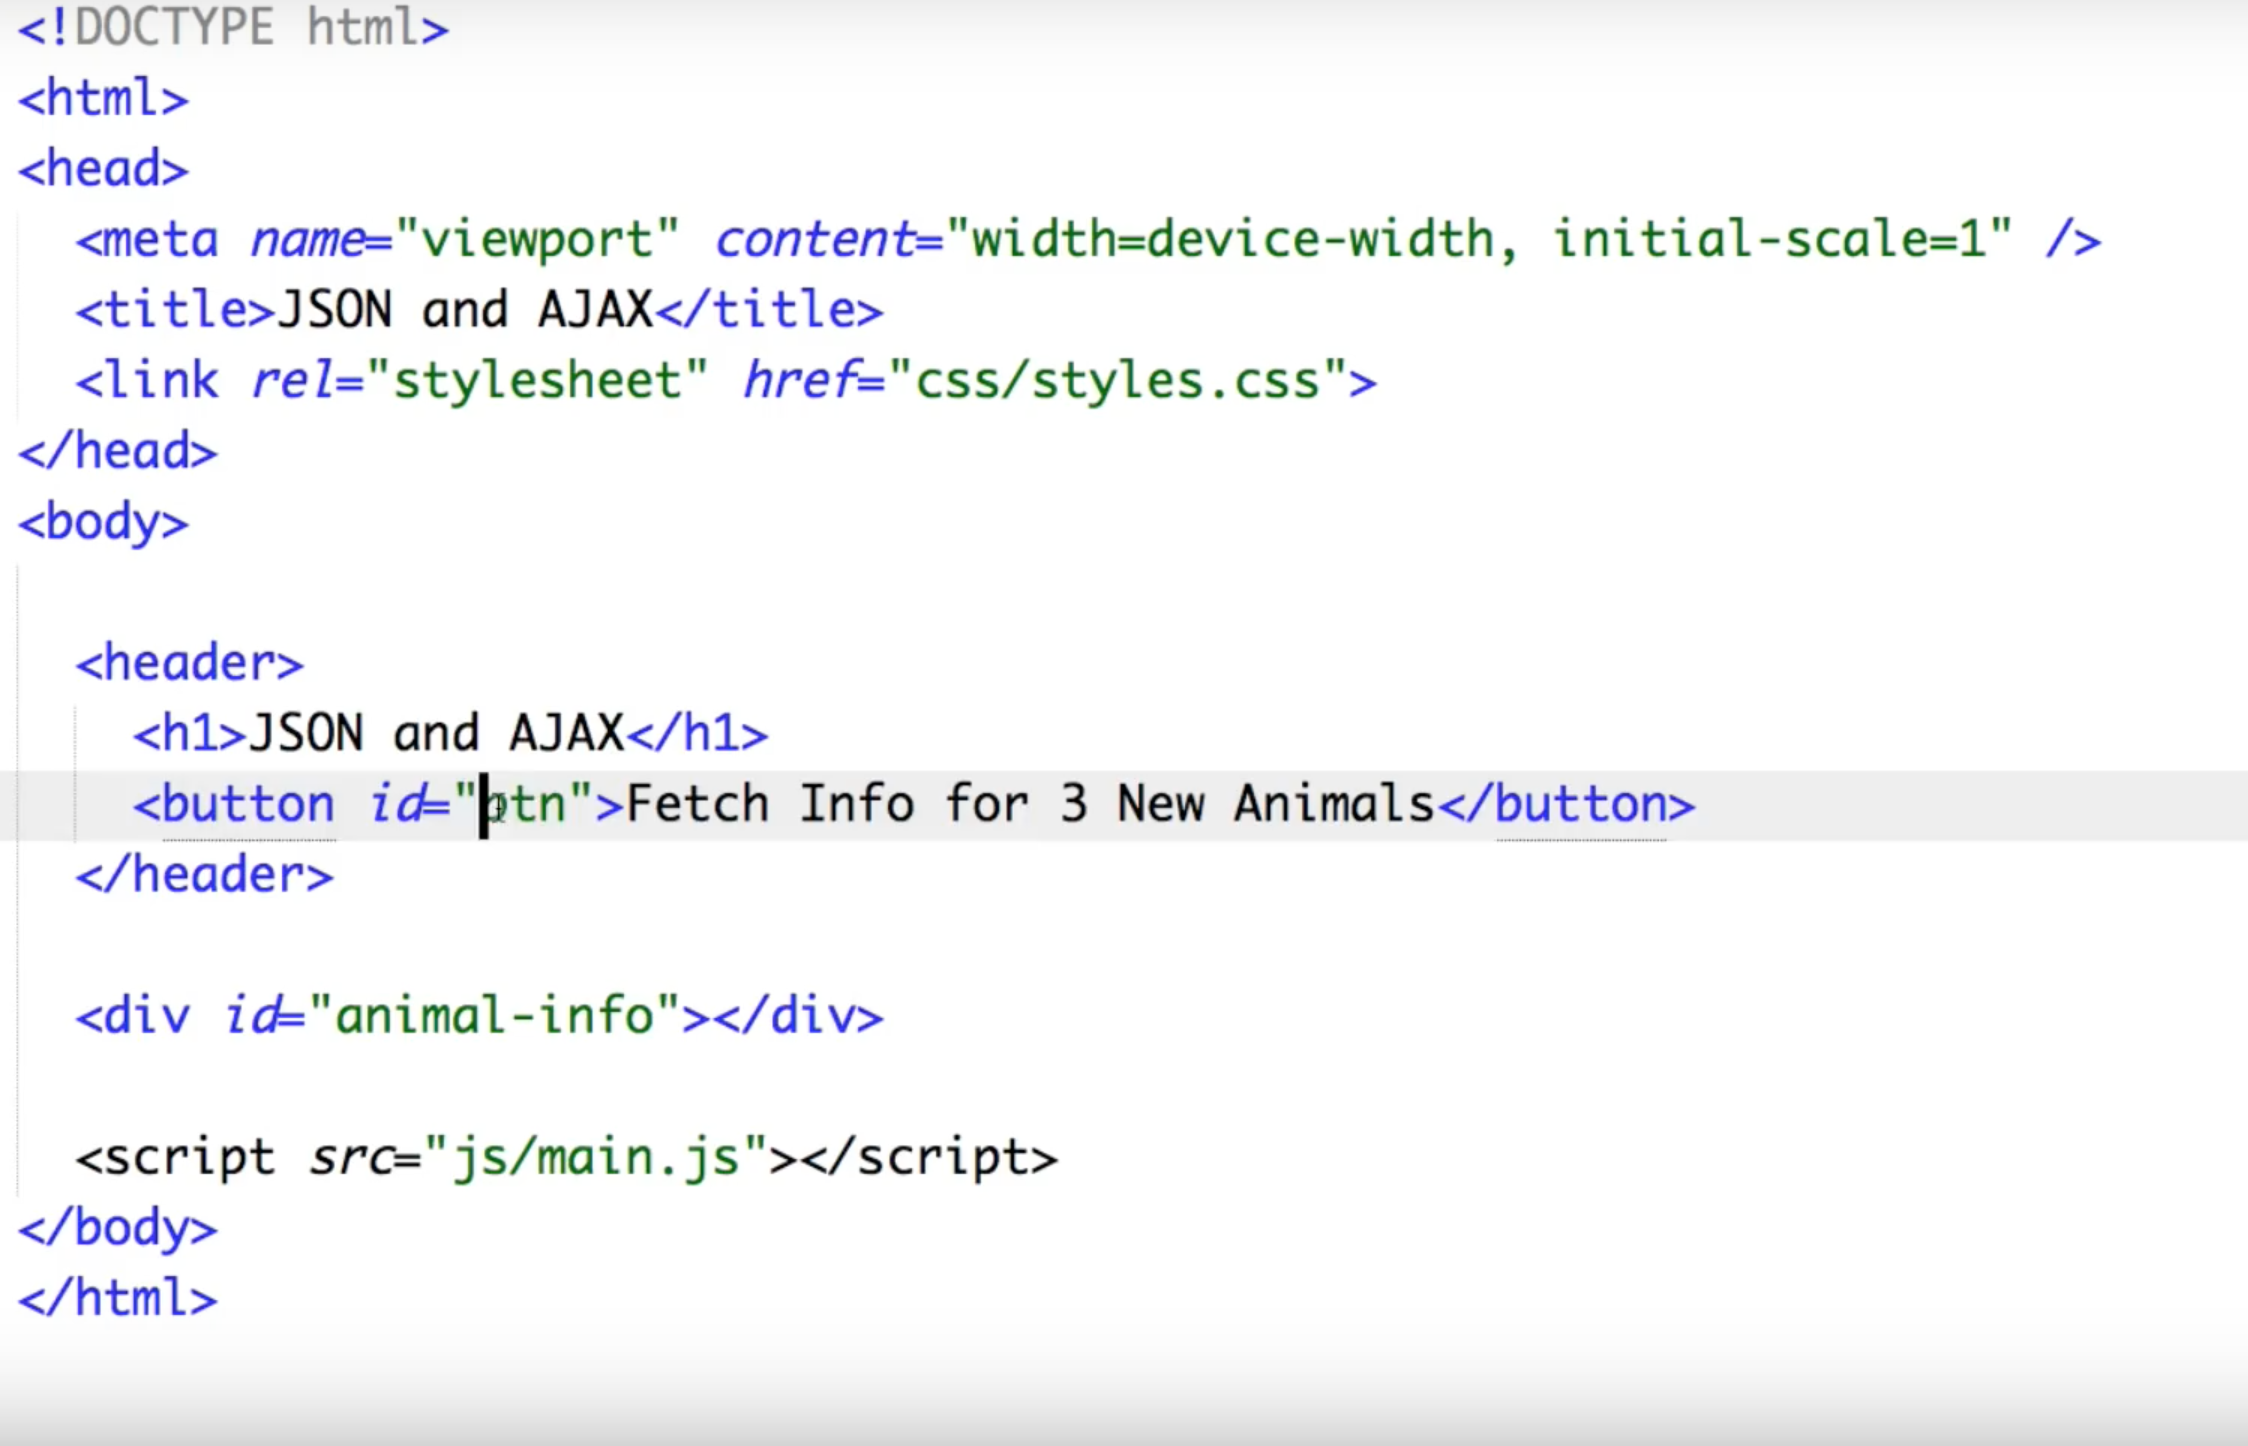 <!DOCTYPE html>
<html>
<head>
<meta name="viewport" content="width=device-width, initial-scale=1" />
<title>JSON and AJAX</title>
<link rel="stylesheet" href="css/styles.css">
</head>
<body>
<header>
<h1>JSON and AJAX</h1>
<button id="btn">Fetch Info for 3 New Animals</button>
</header>
<div id="animal-info"></div>
<script src="js/main.js"></script>
</body>
</html>